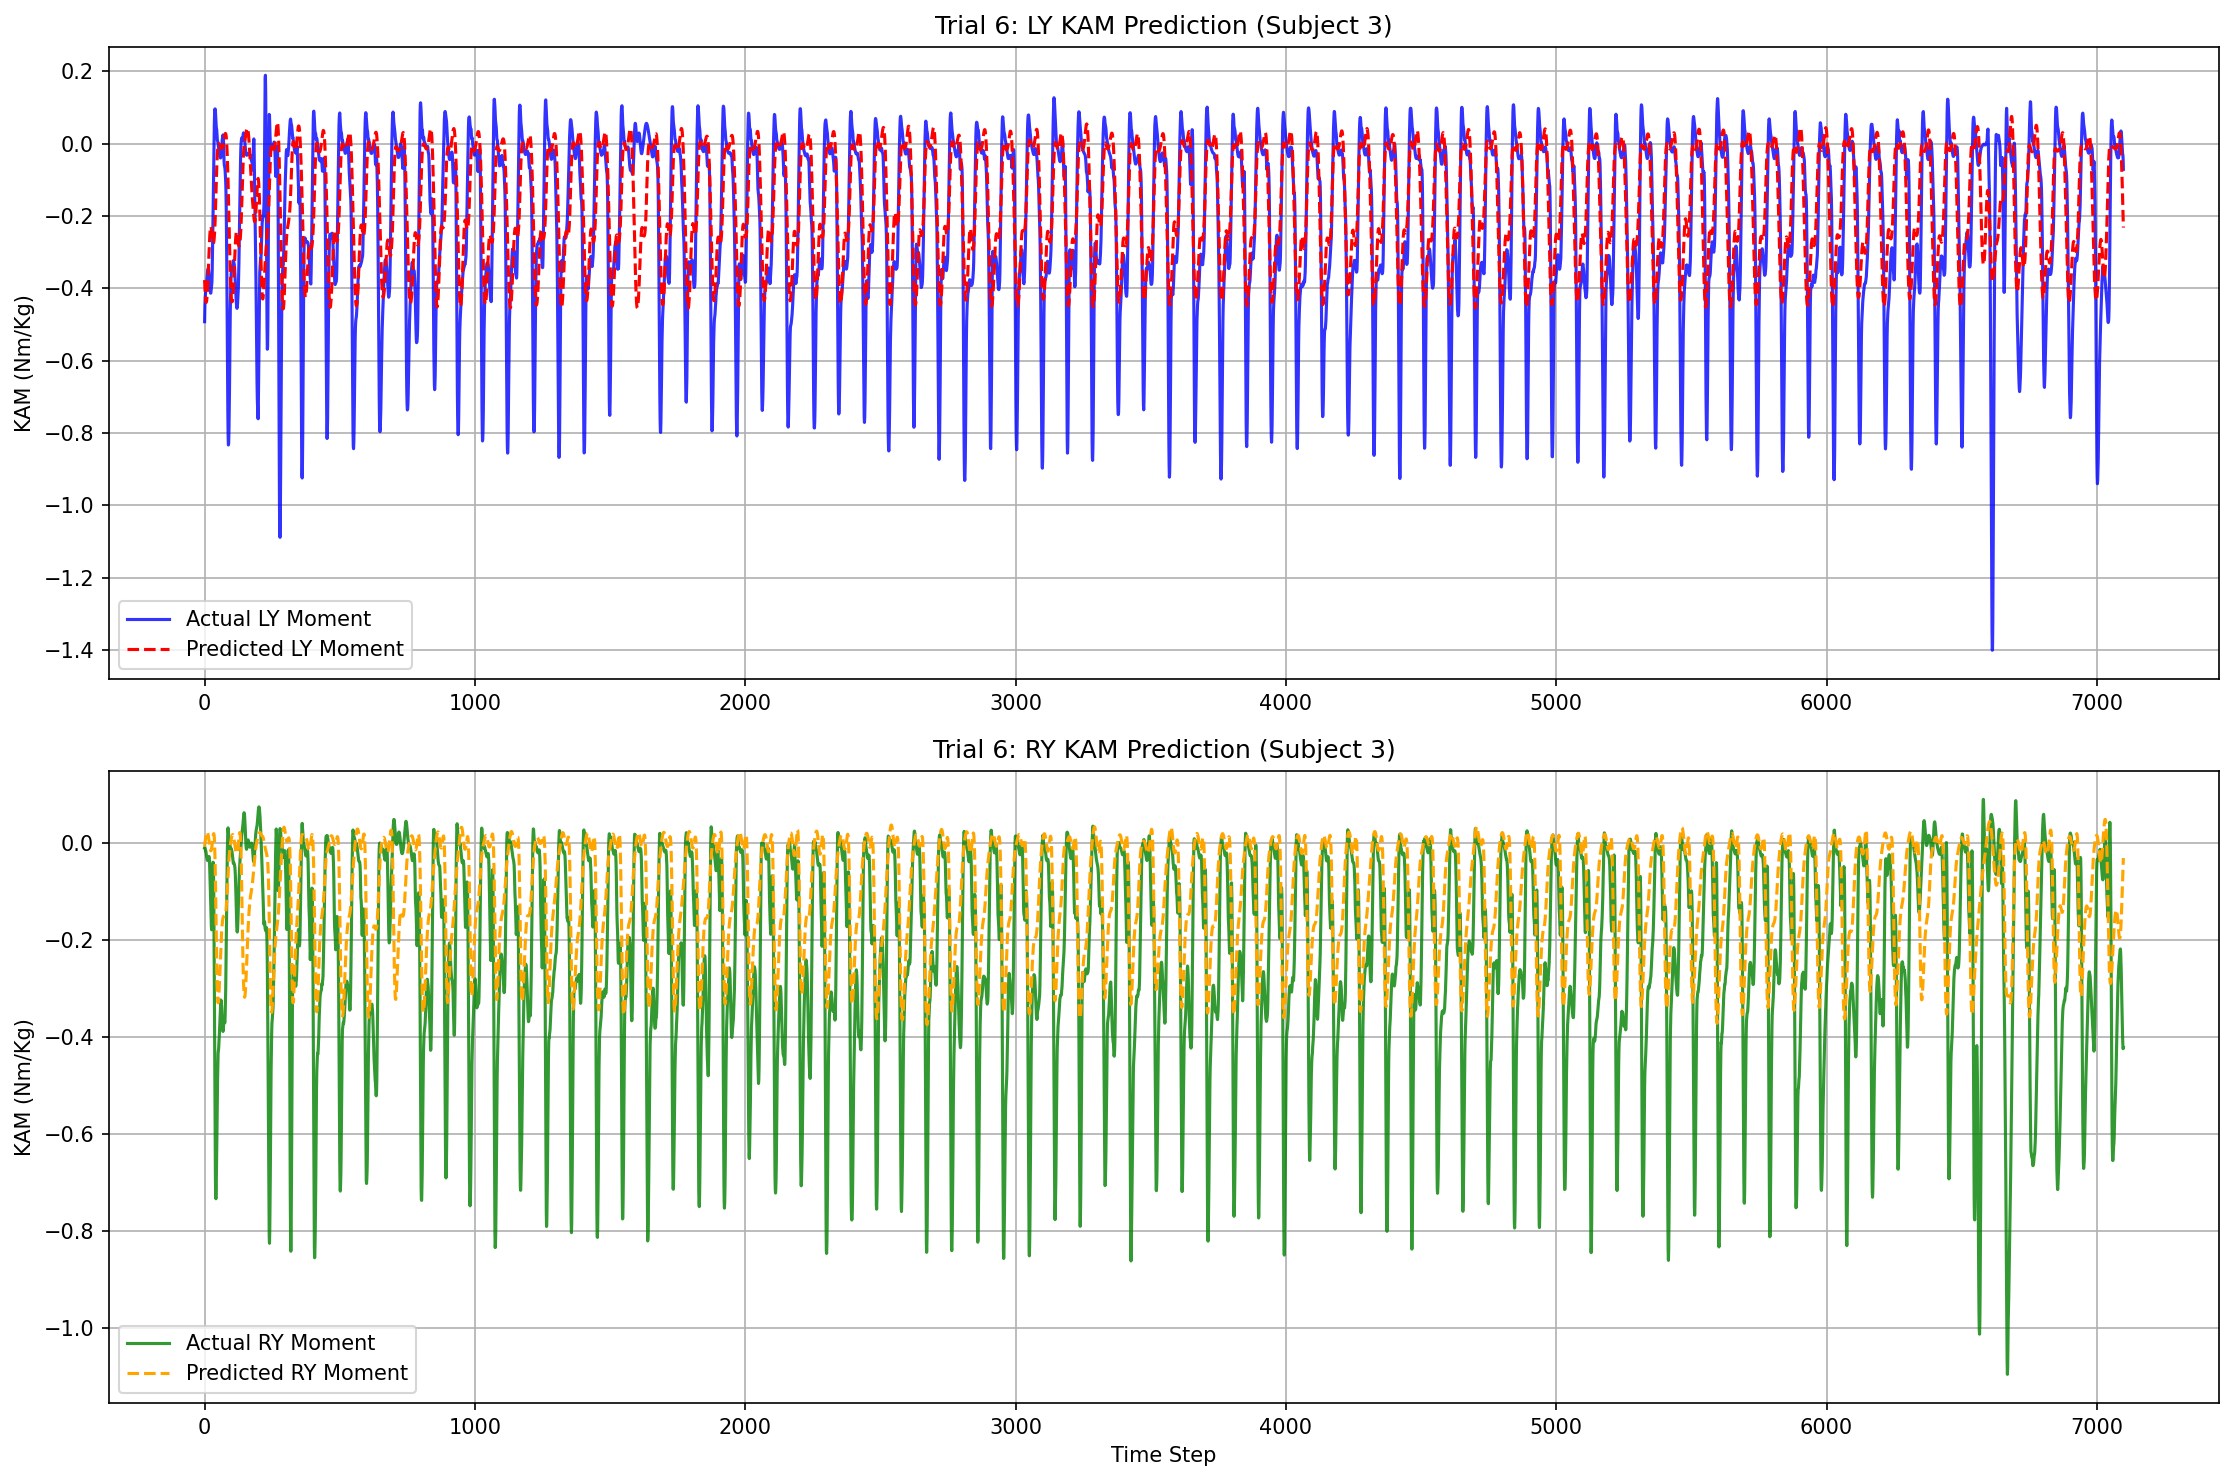 Trial 6: LY KAM Prediction (Subject 3)
KAM (Nm/Kg)
0.2
0.0
−0.2
−0.4
−0.6
−0.8
−1.0
−1.2
−1.4
Actual LY Moment
Predicted LY Moment
0 1000 2000 3000 4000 5000 6000 7000
Trial 6: RY KAM Prediction (Subject 3)
KAM (Nm/Kg)
0.0
−0.2
−0.4
−0.6
−0.8
−1.0
Actual RY Moment
Predicted RY Moment
0 1000 2000 3000 4000 5000 6000 7000
Time Step